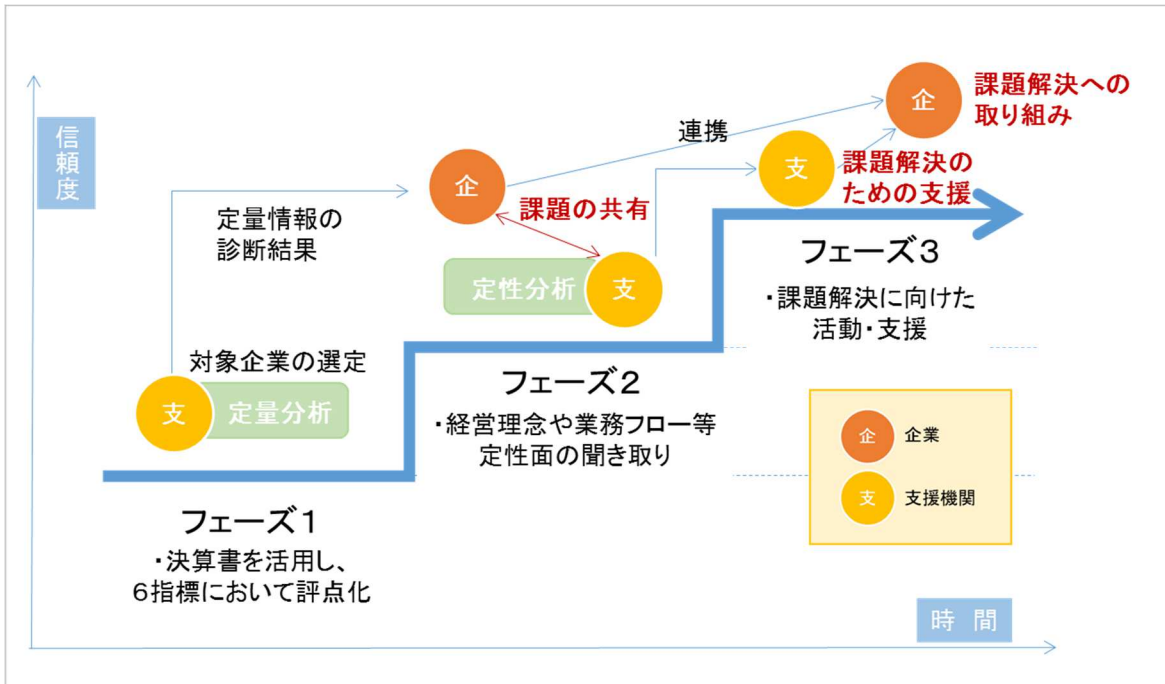 信頼度
企
課題解決への
取り組み
連携
支
課題解決の
ための支援
企
課題の共有
定量情報の
診断結果
定性分析
支
フェーズ3
・課題解決に向けた
活動・支援
対象企業の選定
支
定量分析
フェーズ2
・経営理念や業務フロー等
定性面の聞き取り
企 企業
支 支援機関
フェーズ1
・決算書を活用し、
6指標において評点化
時 間